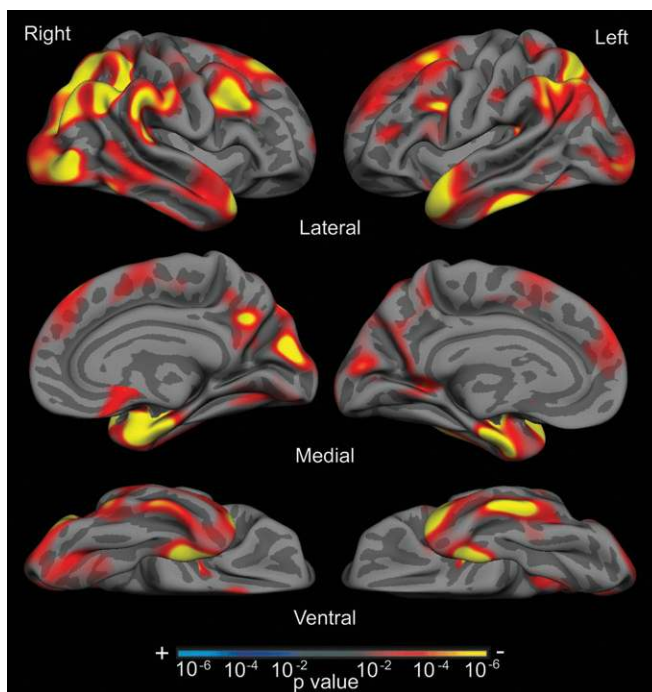 Right Left
Lateral
Medial
Ventral
+ -
10-6 10-4 10-2 10-2 10-4 10-6
p value